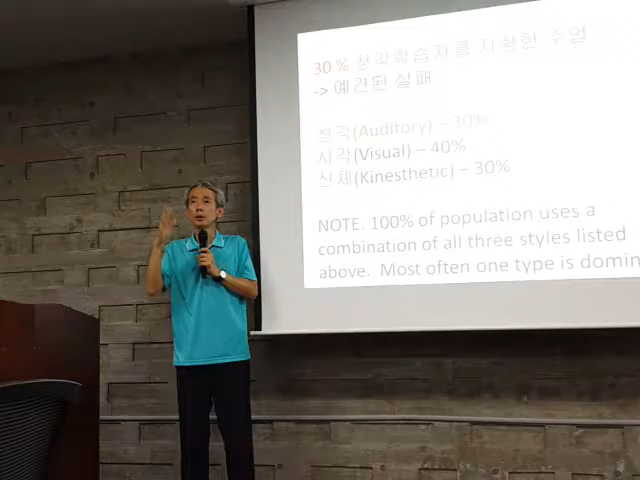 30% 청각학습자를 지향한 수업
-> 예견된 실패
청각(Auditory) – 30%
시각(Visual) – 40%
신체(Kinesthetic) – 30%
NOTE. 100% of population uses a
combination of all three styles listed
above. Most often one type is domin